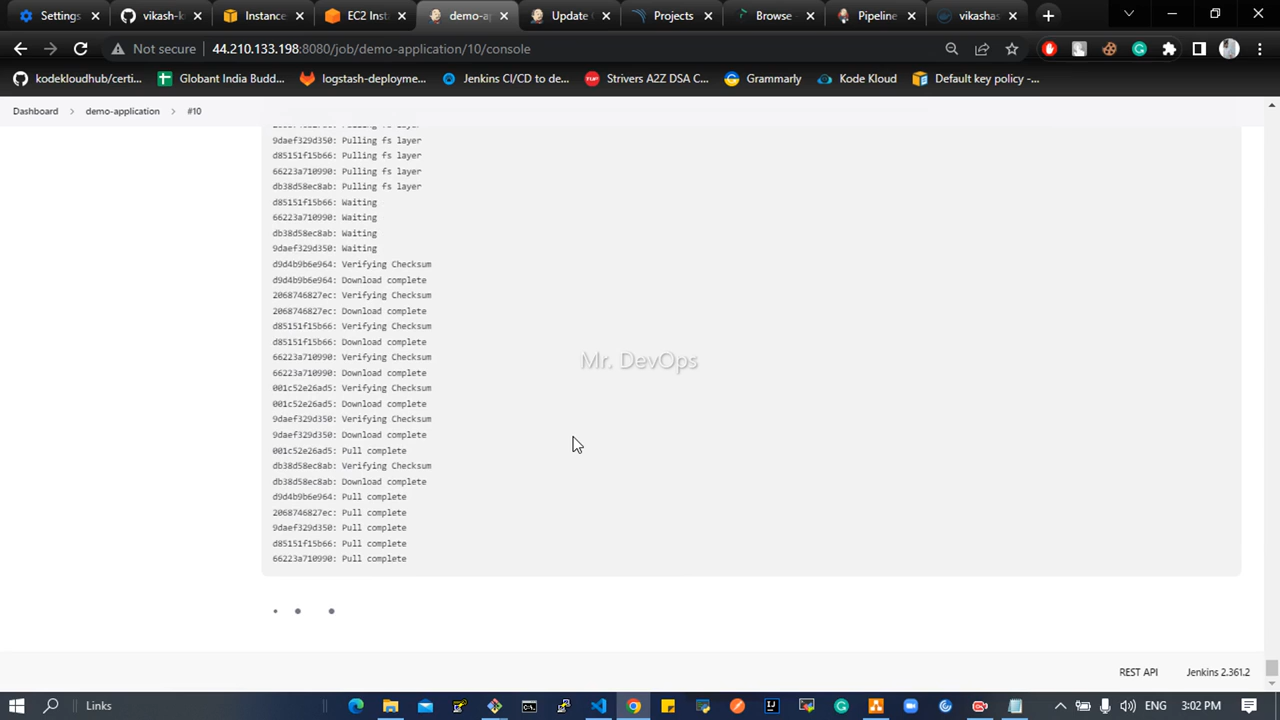 Settings
vikash-k
Instance
EC2 Inst
demo-ap
Update C
Projects
Browse
Pipeline
vikashas
Not secure
44.210.133.198:8080/job/demo-application/10/console
kodekloudhub/certi...
Globant India Budd...
logstash-deployme...
Jenkins CI/CD to de...
Strivers A2Z DSA C...
Grammarly
Kode Kloud
Default key policy -...
Dashboard > demo-application > #10
9daef329d350: Pulling fs layer
d85151f15b66: Pulling fs layer
66223a710990: Pulling fs layer
db38d58ec8ab: Pulling fs layer
d85151f15b66: Waiting
66223a710990: Waiting
db38d58ec8ab: Waiting
9daef329d350: Waiting
d9d4b9b6e964: Verifying Checksum
d9d4b9b6e964: Download complete
2068746827ec: Verifying Checksum
2068746827ec: Download complete
d85151f15b66: Verifying Checksum
d85151f15b66: Download complete
66223a710990: Verifying Checksum
66223a710990: Download complete
001c52e26ad5: Verifying Checksum
001c52e26ad5: Download complete
9daef329d350: Verifying Checksum
9daef329d350: Download complete
001c52e26ad5: Pull complete
db38d58ec8ab: Verifying Checksum
db38d58ec8ab: Download complete
d9d4b9b6e964: Pull complete
2068746827ec: Pull complete
9daef329d350: Pull complete
d85151f15b66: Pull complete
66223a710990: Pull complete
Mr. DevOps
REST API
Jenkins 2.361.2
Links
ENG
3:02 PM